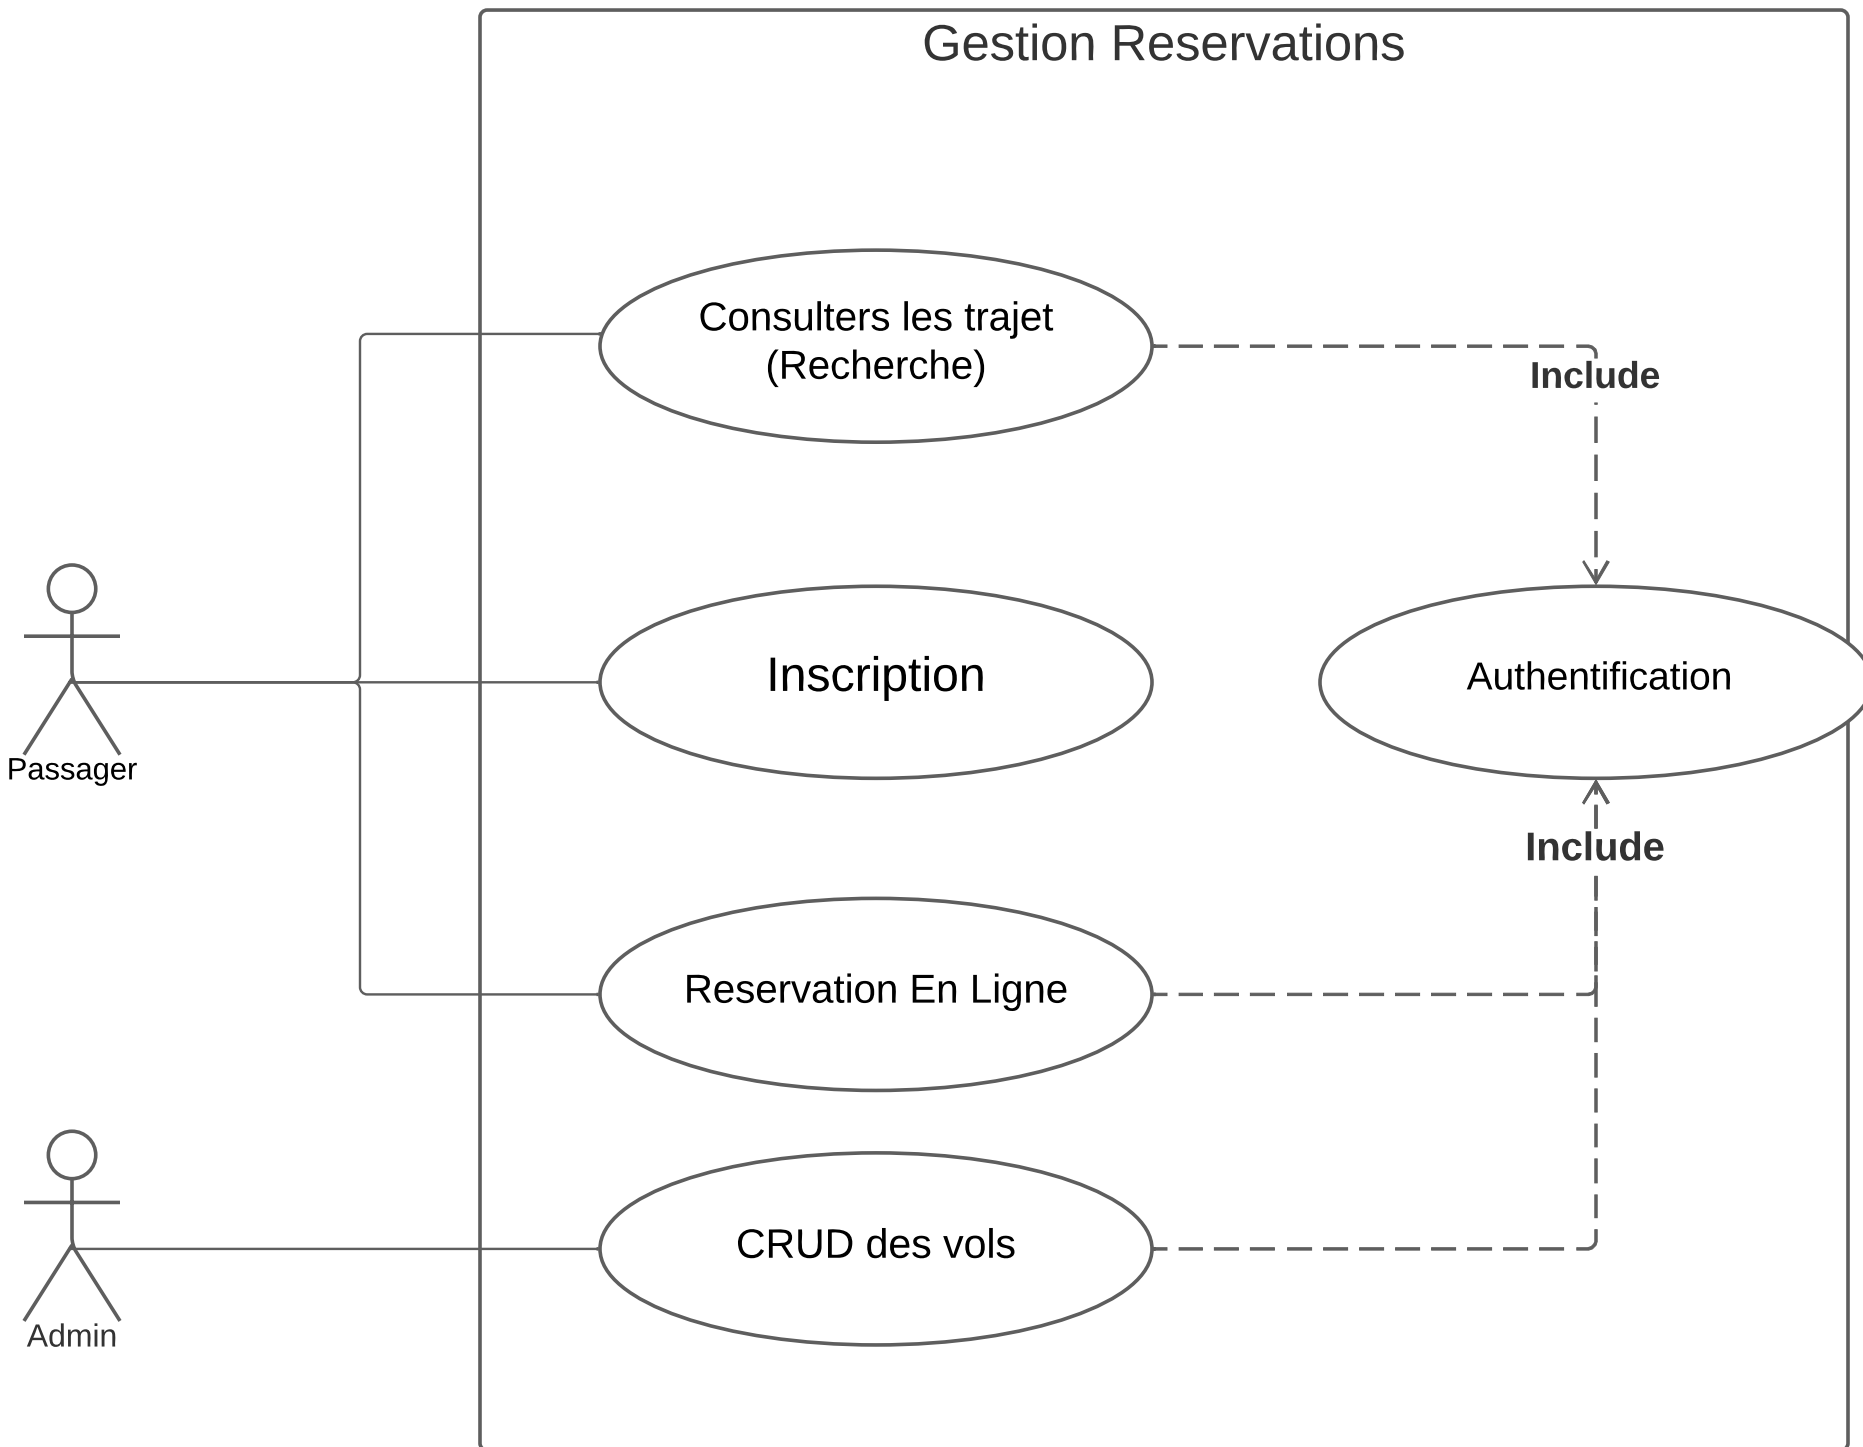 Gestion Reservations
Consulters les trajet
(Recherche)
Include
Inscription
Authentification
Passager
Include
Reservation En Ligne
CRUD des vols
Admin